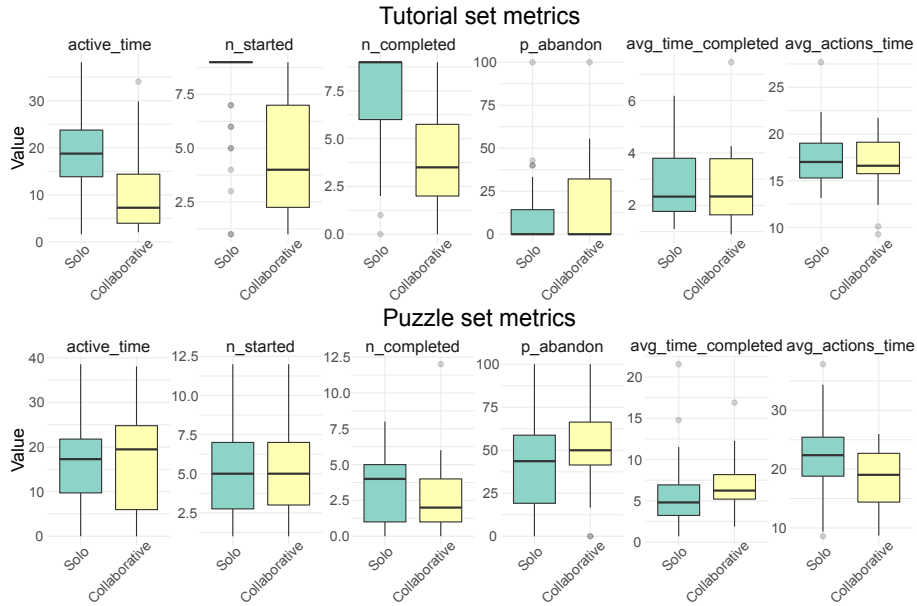 Tutorial set metrics
active_time n_started n_completed p_abandon avg_time_completed avg_actions_time
Value
30 20 10 0
7.5 5.0 2.5
7.5 5.0 2.5 0.0
100 75 50 25 0
6 4 2
25 20 15 10
Solo Collaborative Solo Collaborative Solo Collaborative Solo Collaborative Solo Collaborative Solo Collaborative
Puzzle set metrics
active_time n_started n_completed p_abandon avg_time_completed avg_actions_time
Value
40 30 20 10 0
12.5 10.0 7.5 5.0 2.5
12.5 10.0 7.5 5.0 2.5 0.0
100 75 50 25 0
20 15 10 5 0
30 20 10
Solo Collaborative Solo Collaborative Solo Collaborative Solo Collaborative Solo Collaborative Solo Collaborative